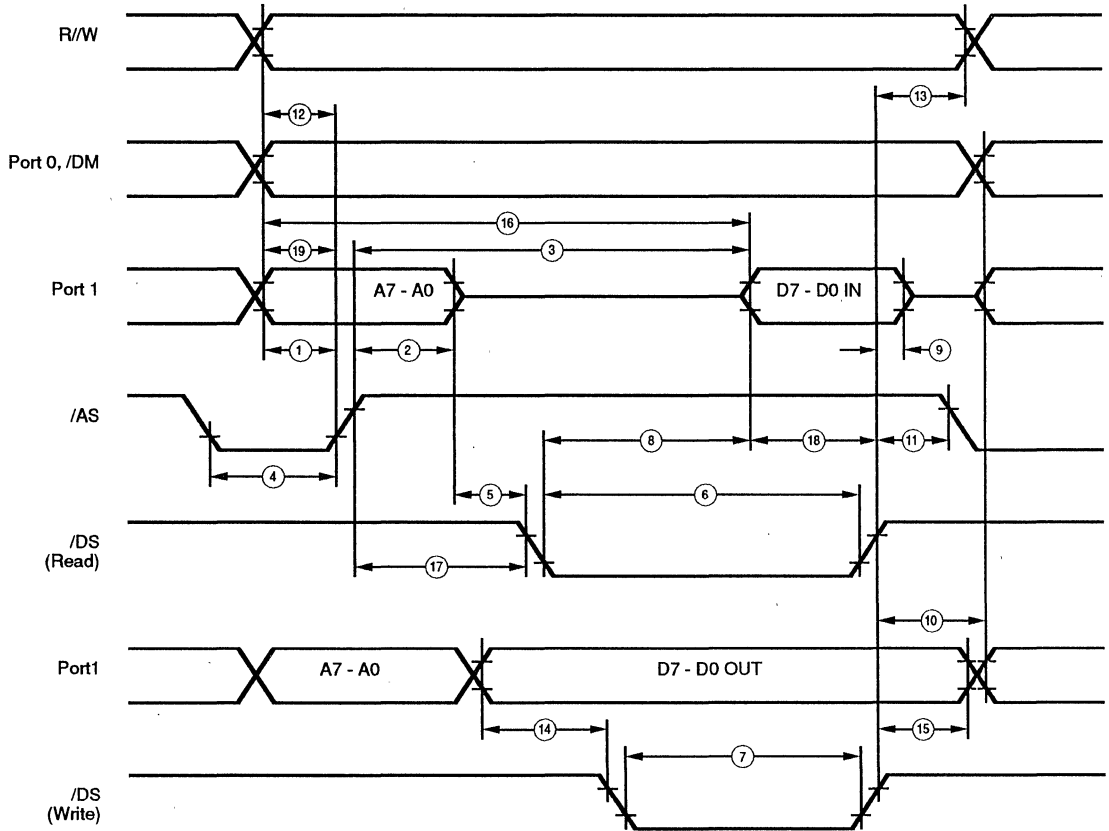 R//W
13
12
Port 0, /DM
16
19
3
Port 1
A7 - A0
D7 - D0 IN
1
2
9
/AS
8
18
11
4
5
6
/DS
(Read)
17
10
Port1
A7 - A0
D7 - D0 OUT
14
15
7
/DS
(Write)